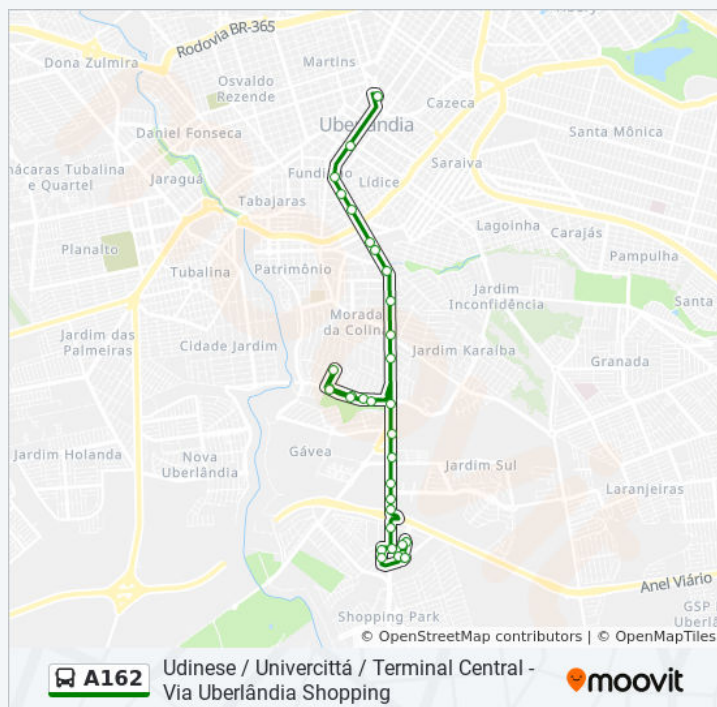 Rodovia BR-365
Dona Zulmira
Martins
Osvaldo
Rezende
Cazeca
Uberlândia
Daniel Fonseca
Santa Mônica
Saraiva
Fundinho
Lídice
hácaras Tubalina
e Quartel
Jaraguá
Tabajaras
Lagoinha
Carajás
Planalto
Patrimônio
Pampulha
Tubalina
Jardim
Inconfidência
Santa
Morada
da Colina
Jardim das
Palmeiras
Cidade Jardim
Jardim Karaiba
Granada
Jardim Holanda
Gávea
Nova
Uberlândia
Jardim Sul
Laranjeiras
Anel Viário
GSP
Uberlâ
Shopping Park
© OpenStreetMap contributors | © OpenMapTiles
A162
Udinese / Univercittá / Terminal Central -
Via Uberlândia Shopping
moovit